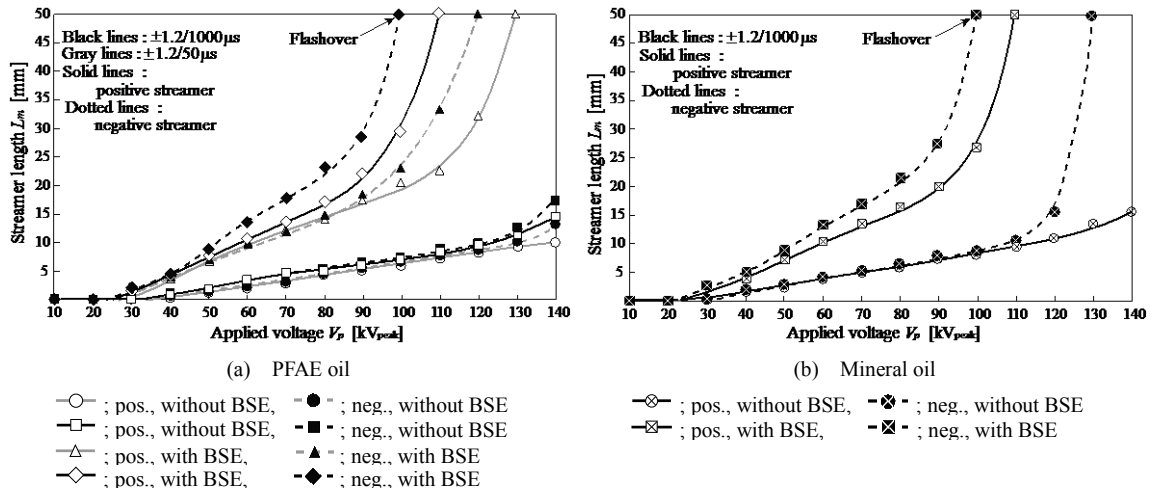 50
45
40
35
30
25
20
15
10
5
Streamer length Lm [mm]
Black lines : ±1.2/1000μs
Gray lines : ±1.2/50μs
Solid lines :
positive streamer
Dotted lines :
negative streamer
Flashover
10 20 30 40 50 60 70 80 90 100 110 120 130 140
Applied voltage Vp [kVpeak]
(a) PFAE oil
; pos., without BSE, ; neg., without BSE
; pos., without BSE, ; neg., without BSE
; pos., with BSE, ; neg., with BSE
; pos., with BSE, ; neg., with BSE
50
45
40
35
30
25
20
15
10
5
Streamer length Lm [mm]
Black lines : ±1.2/1000μs
Solid lines :
positive streamer
Dotted lines :
negative streamer
Flashover
10 20 30 40 50 60 70 80 90 100 110 120 130 140
Applied voltage Vp [kVpeak]
(b) Mineral oil
; pos., without BSE, ; neg., without BSE
; pos., with BSE, ; neg., with BSE